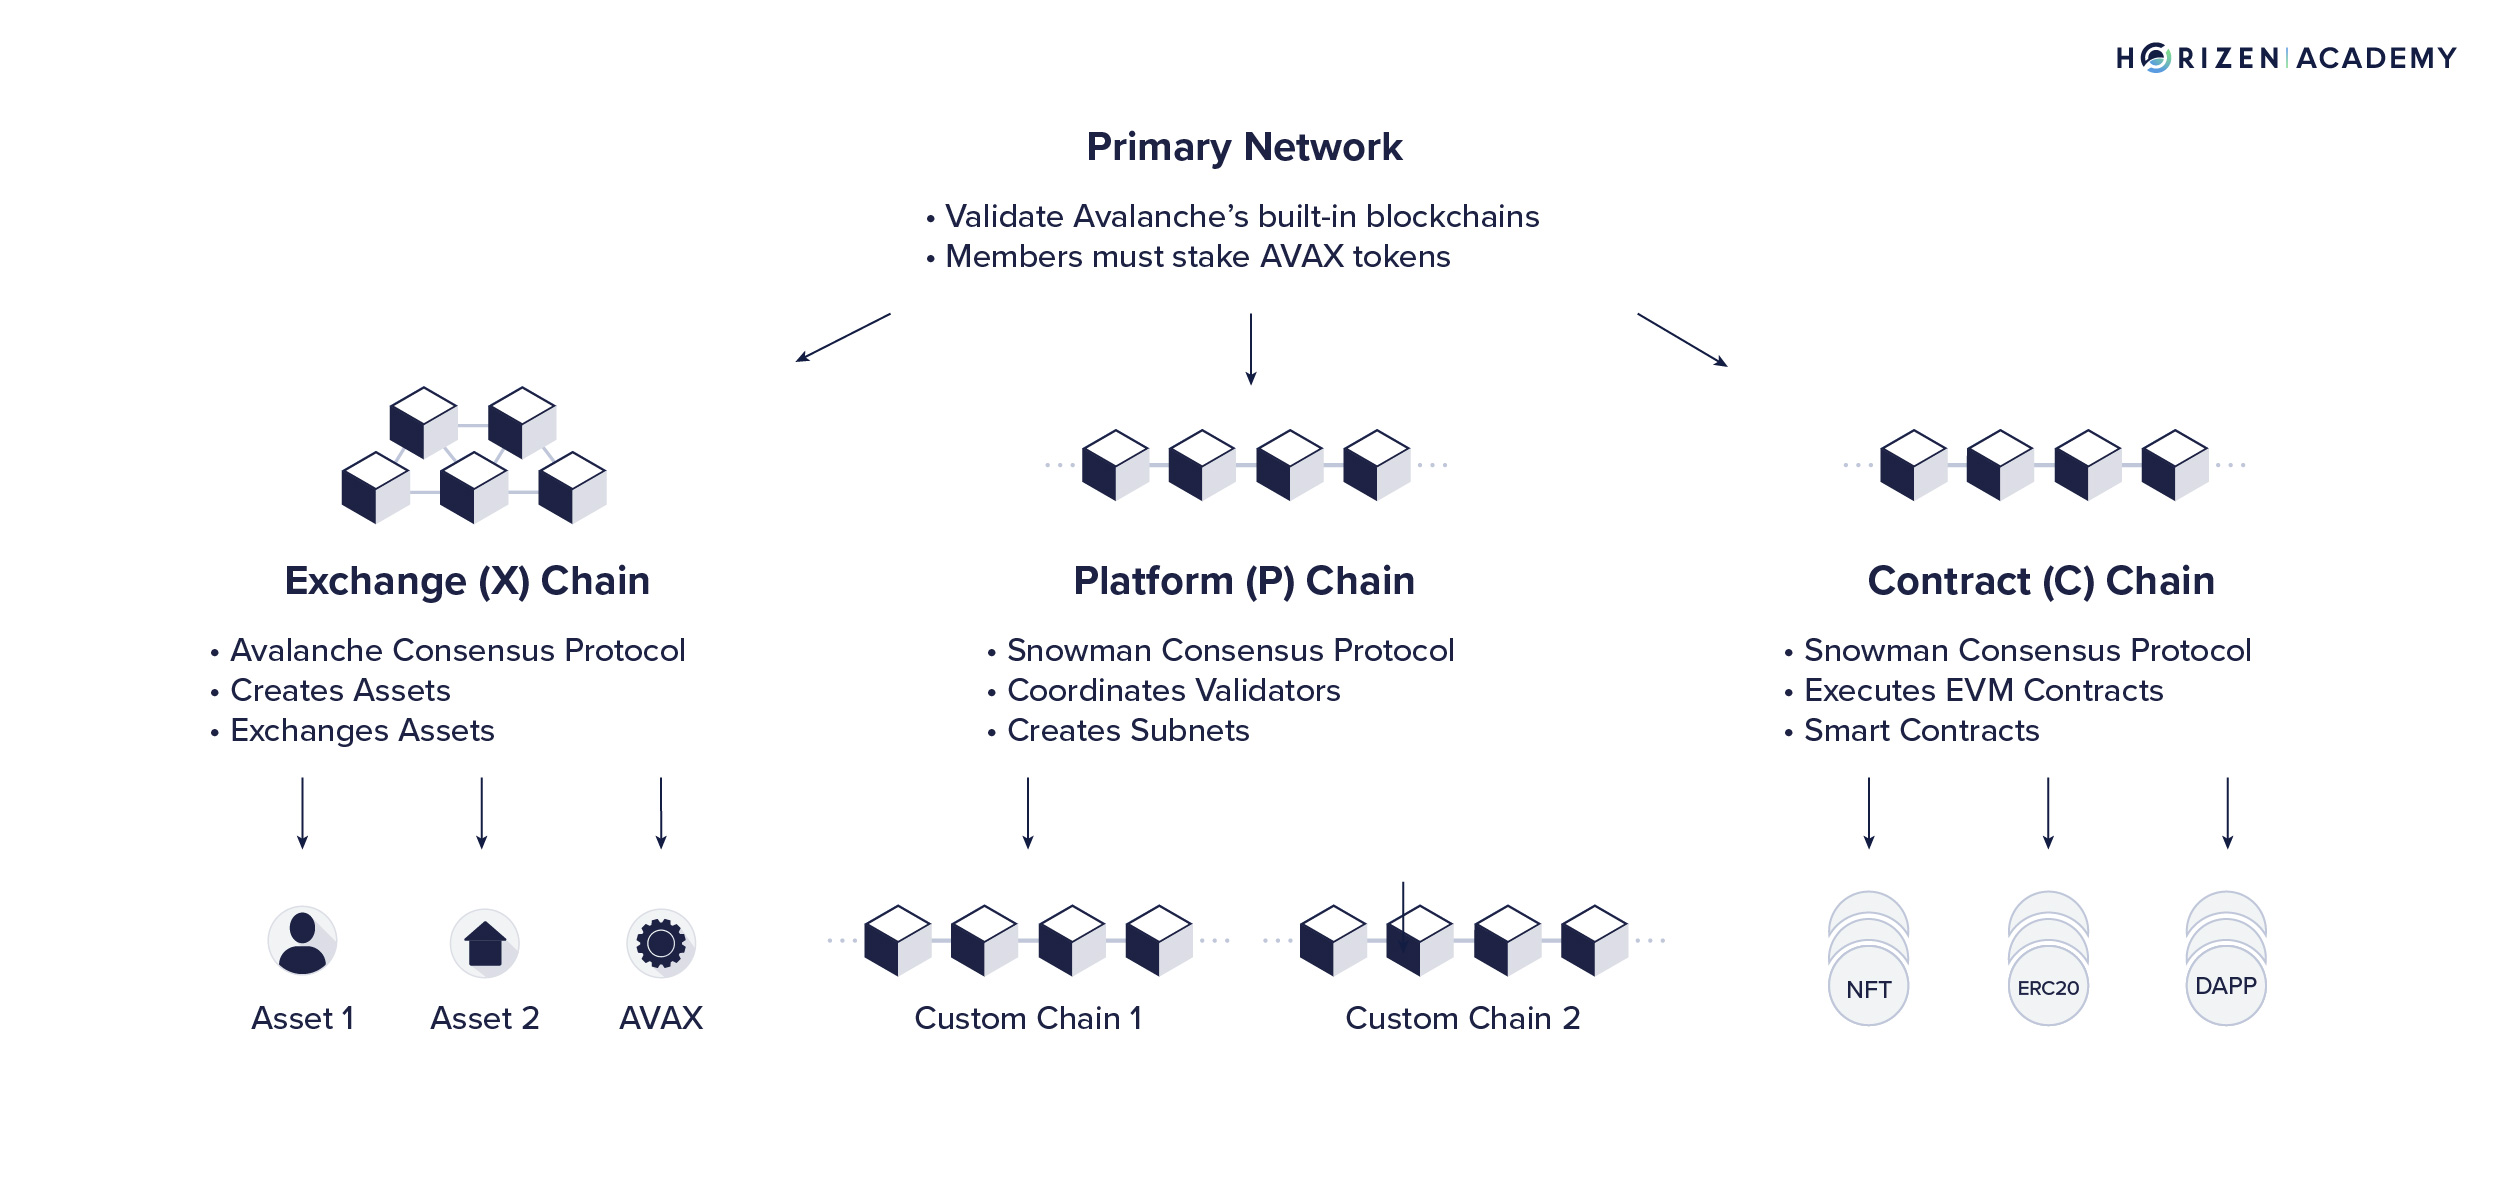 HORIZEN ACADEMY
Primary Network
• Validate Avalanche’s built-in blockchains
• Members must stake AVAX tokens
Exchange (X) Chain
• Avalanche Consensus Protocol
• Creates Assets
• Exchanges Assets
Platform (P) Chain
• Snowman Consensus Protocol
• Coordinates Validators
• Creates Subnets
Contract (C) Chain
• Snowman Consensus Protocol
• Executes EVM Contracts
• Smart Contracts
Asset 1
Asset 2
AVAX
Custom Chain 1
Custom Chain 2
NFT
ERC20
DAPP